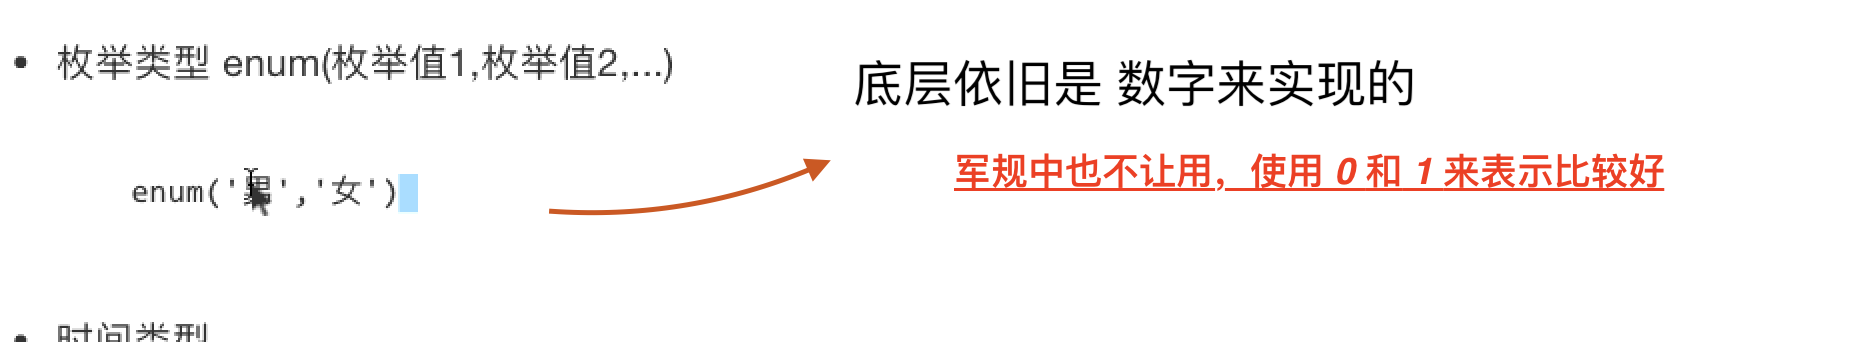 • 枚举类型 enum(枚举值1,枚举值2,...)
底层依旧是 数字来实现的
军规中也不让用，使用 0 和 1 来表示比较好
enum('男','女')
• 时间类型